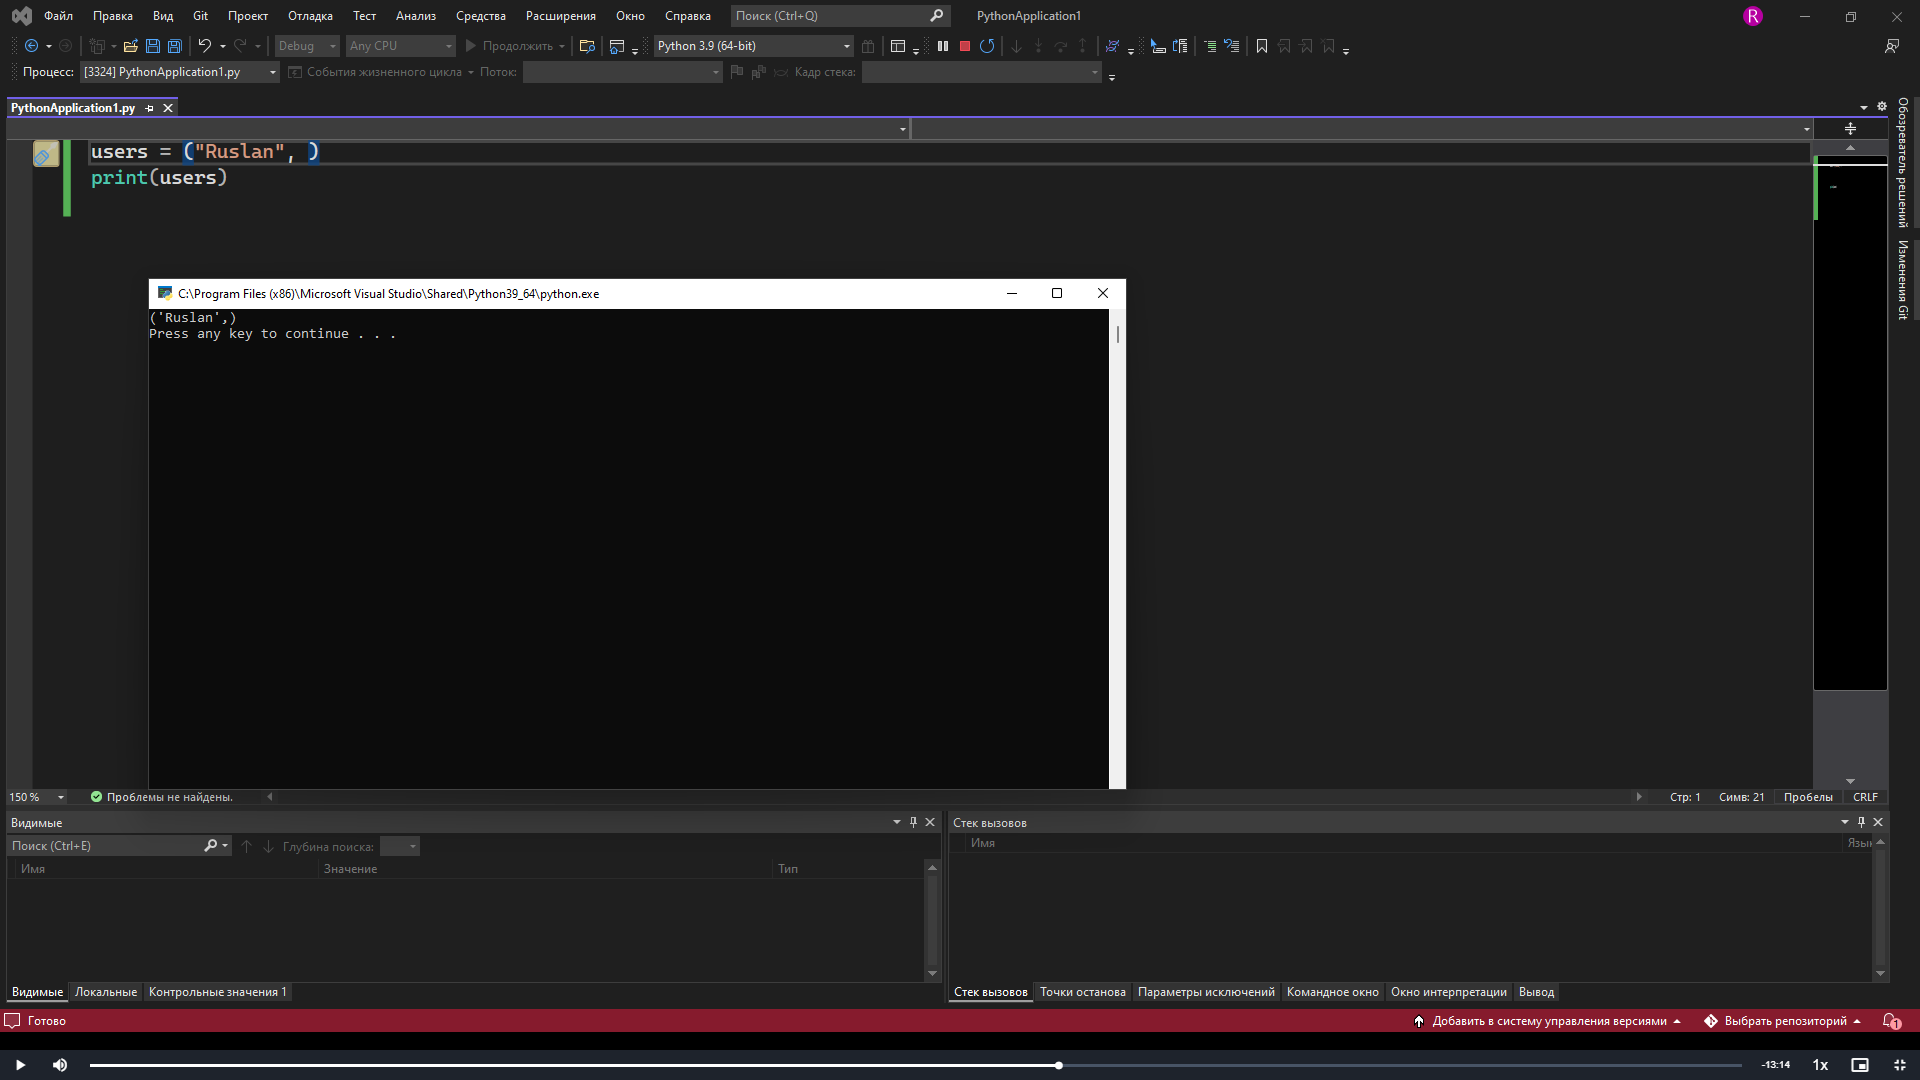 Файл Правка Вид Git Проект Отладка Тест Анализ Средства Расширения Окно Справка Поиск (Ctrl+Q) PythonApplication1 R
Debug Any CPU Продолжить Python 3.9 (64-bit)
Процесс: [3324] PythonApplication1.py События жизненного цикла Поток: Кадр стека:
PythonApplication1.py
users = ("Ruslan", )
print(users)
C:\Program Files (x86)\Microsoft Visual Studio\Shared\Python39_64\python.exe
('Ruslan',)
Press any key to continue . . .
Обозреватель решений
Изменения Git
150 % Проблемы не найдены. Стр: 1 Симв: 21 Пробелы CRLF
Видимые
Поиск (Ctrl+E) Глубина поиска:
Имя Значение Тип
Видимые Локальные Контрольные значения 1
Стек вызовов
Имя Язык
Стек вызовов Точки останова Параметры исключений Командное окно Окно интерпретации Вывод
Готово Добавить в систему управления версиями Выбрать репозиторий 1
-13:14 1x